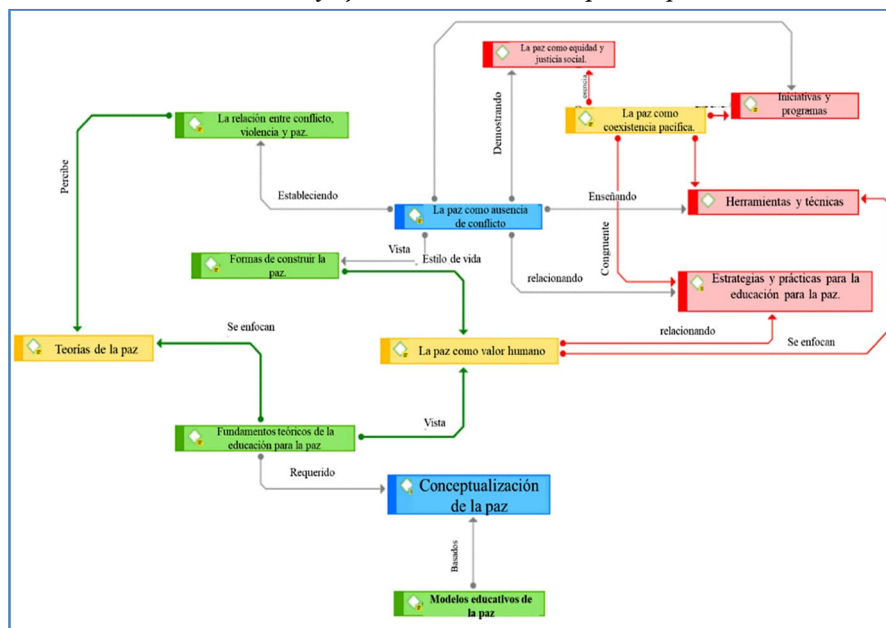 La paz como equidad y
justicia social.
Iniciativas y
programas
La paz como
coexistencia pacifica.
La relación entre conflicto,
violencia y paz.
Demostrando
Percibe
Estableciendo
Enseñando
Herramientas y técnicas
La paz como ausencia
de conflicto
Vista
Estilo de vida
Congruente
Formas de construir la
paz.
relacionando
Estrategias y prácticas para la
educación para la paz.
Se enfocan
relacionando
Teorías de la paz
La paz como valor humano
Se enfocan
Fundamentos teóricos de la
educación para la paz
Vista
Requerido
Conceptualización
de la paz
Basados
Modelos educativos de
la paz